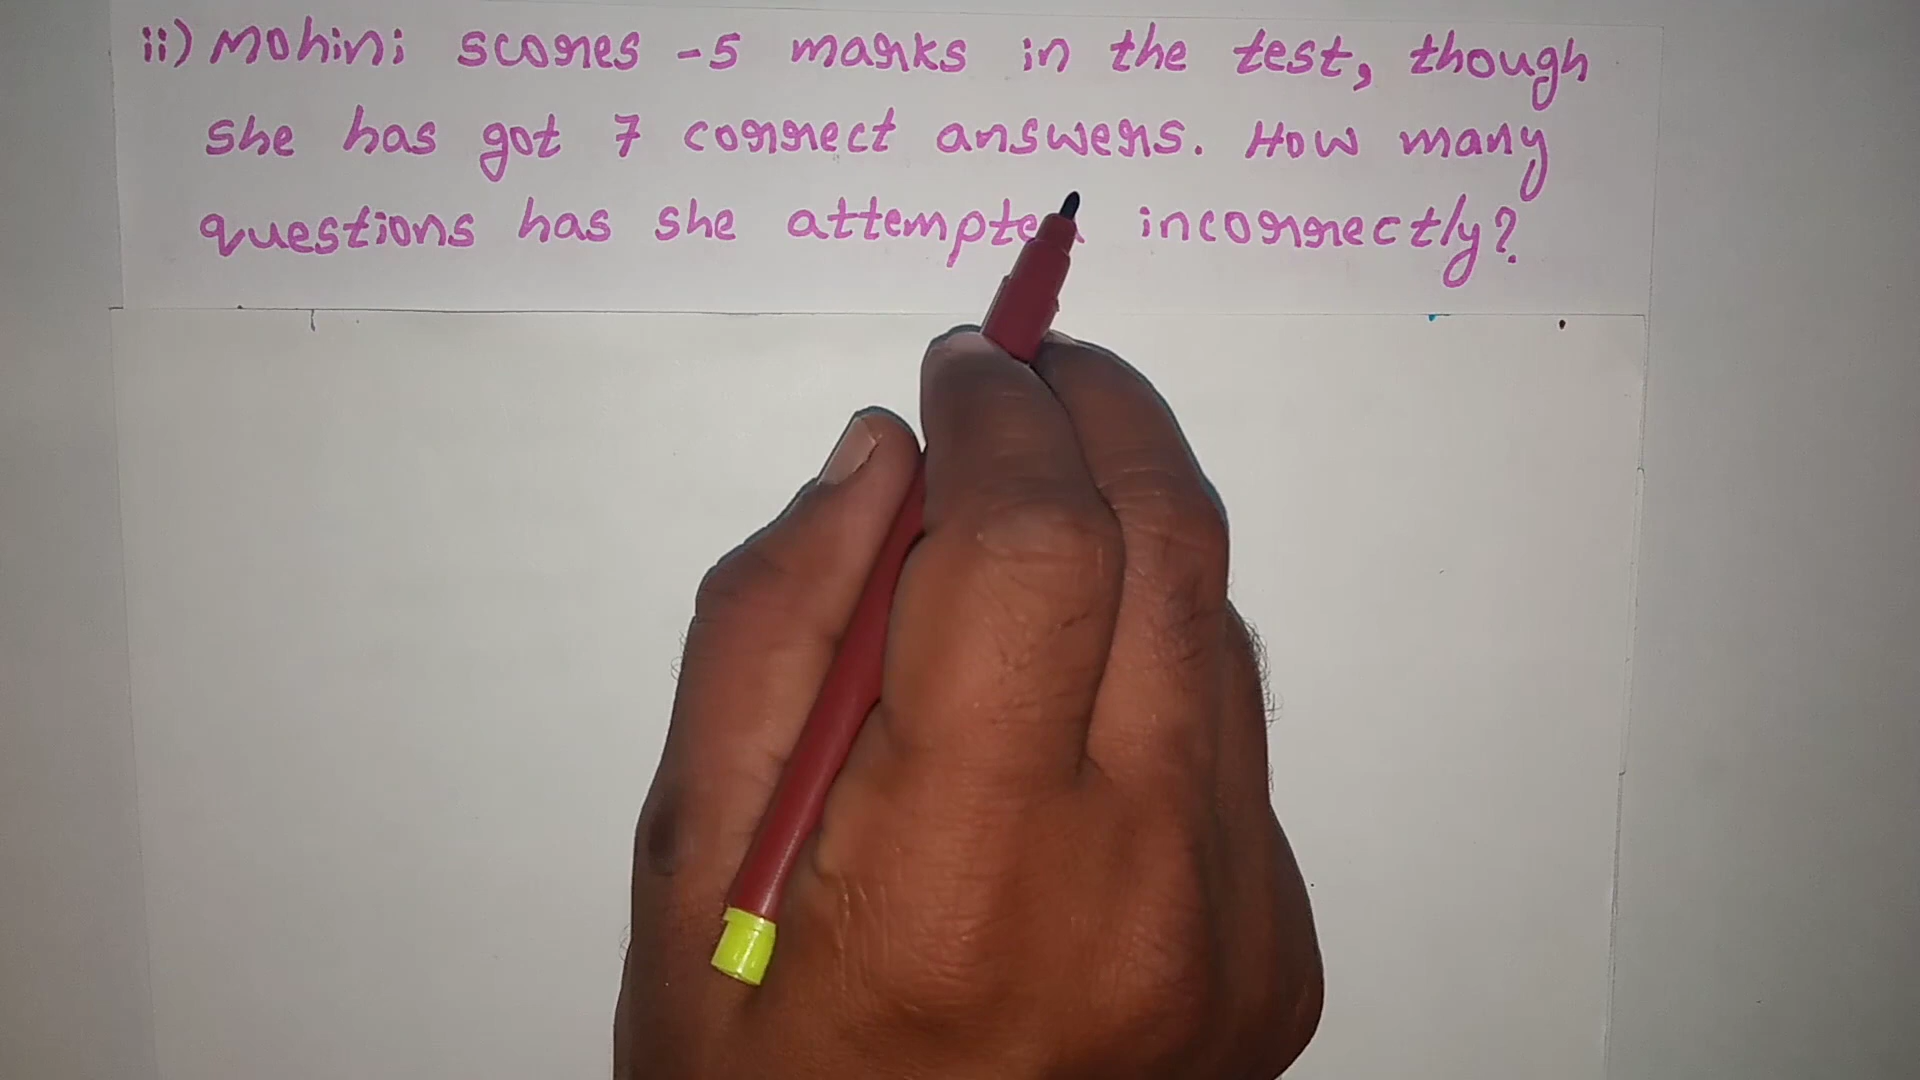 ii) Mohini scores -5 marks in the test, though
she has got 7 correct answers. How many
questions has she attempted incorrectly?